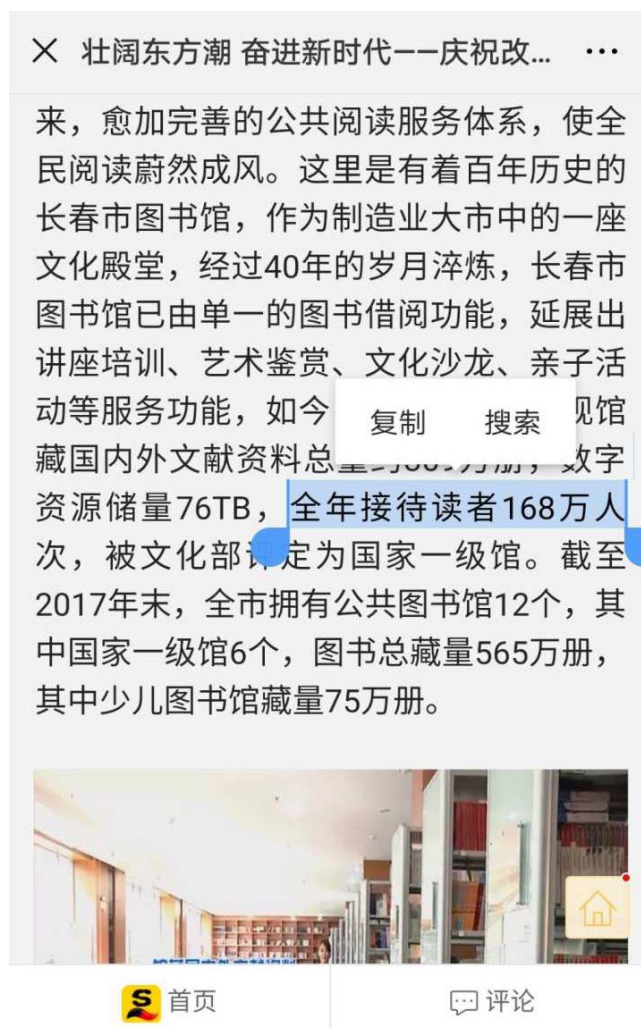 壮阔东方潮 奋进新时代——庆祝改...
来，愈加完善的公共阅读服务体系，使全
民阅读蔚然成风。这里是有着百年历史的
长春市图书馆，作为制造业大市中的一座
文化殿堂，经过40年的岁月淬炼，长春市
图书馆已由单一的图书借阅功能，延展出
讲座培训、艺术鉴赏、文化沙龙、亲子活
动等服务功能，如今
复制 搜索
馆
藏国内外文献资料总
万册，数字
资源储量76TB，全年接待读者168万人
次，被文化部评定为国家一级馆。截至
2017年末，全市拥有公共图书馆12个，其
中国家一级馆6个，图书总藏量565万册，
其中少儿图书馆藏量75万册。
首页
评论